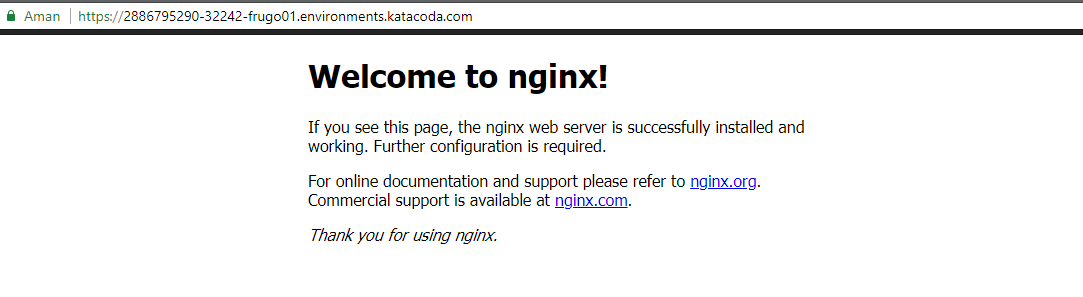 Aman https://2886795290-32242-frugo01.environments.katacoda.com
Welcome to nginx!
If you see this page, the nginx web server is successfully installed and
working. Further configuration is required.
For online documentation and support please refer to nginx.org.
Commercial support is available at nginx.com.
Thank you for using nginx.